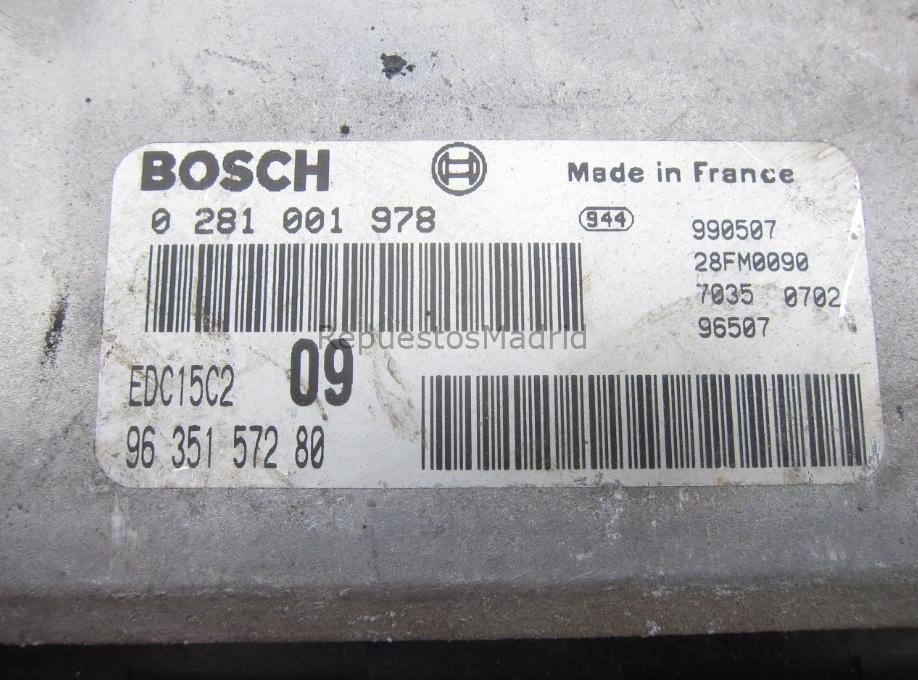 BOSCH
Made in France
0 281 001 978
944
990507
28FM0090
7035 0702
96507
RepuestosMadrid
EDC15C2
09
96 351 572 80